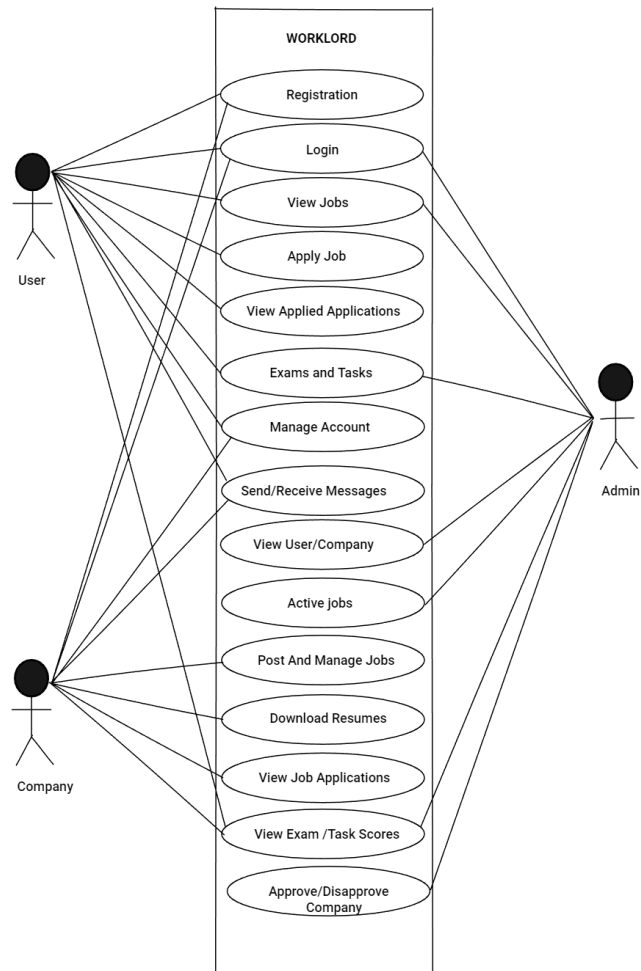 WORKLORD
Registration
Login
View Jobs
Apply Job
View Applied Applications
Exams and Tasks
Manage Account
Send/Receive Messages
View User/Company
Active jobs
Post And Manage Jobs
Download Resumes
View Job Applications
View Exam /Task Scores
Approve/Disapprove
Company
User
Company
Admin